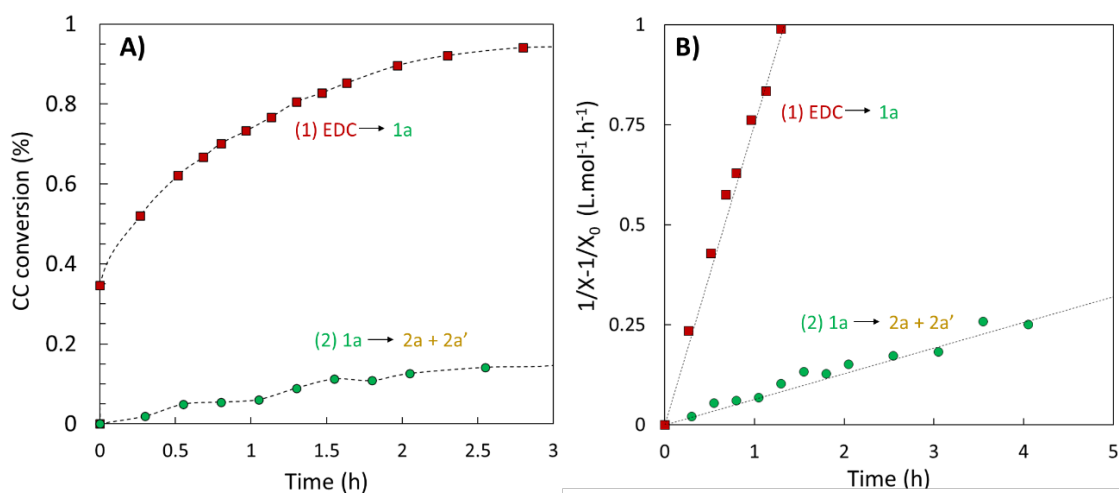 A)
CC conversion (%)
1
0.8
0.6
0.4
0.2
0
(1) EDC → 1a
(2) 1a → 2a + 2a′
0 0.5 1 1.5 2 2.5 3
Time (h)
B)
1/X-1/X₀ (L.mol⁻¹.h⁻¹)
1
0.75
0.5
0.25
0
(1) EDC → 1a
(2) 1a → 2a + 2a′
0 1 2 3 4 5
Time (h)